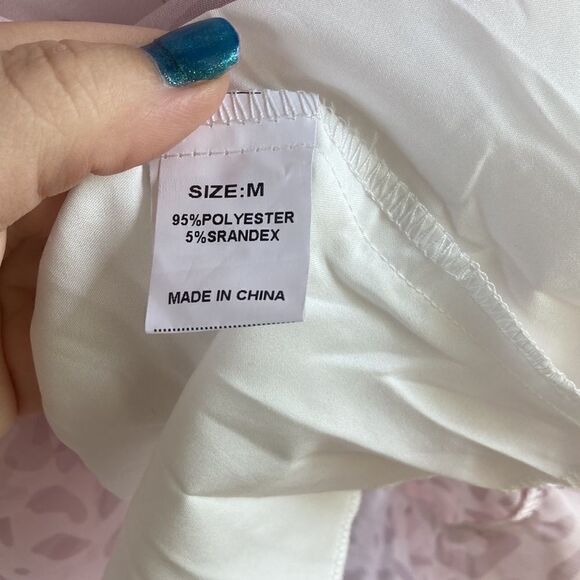 SIZE:M
95%POLYESTER
5%SRANDEX
MADE IN CHINA